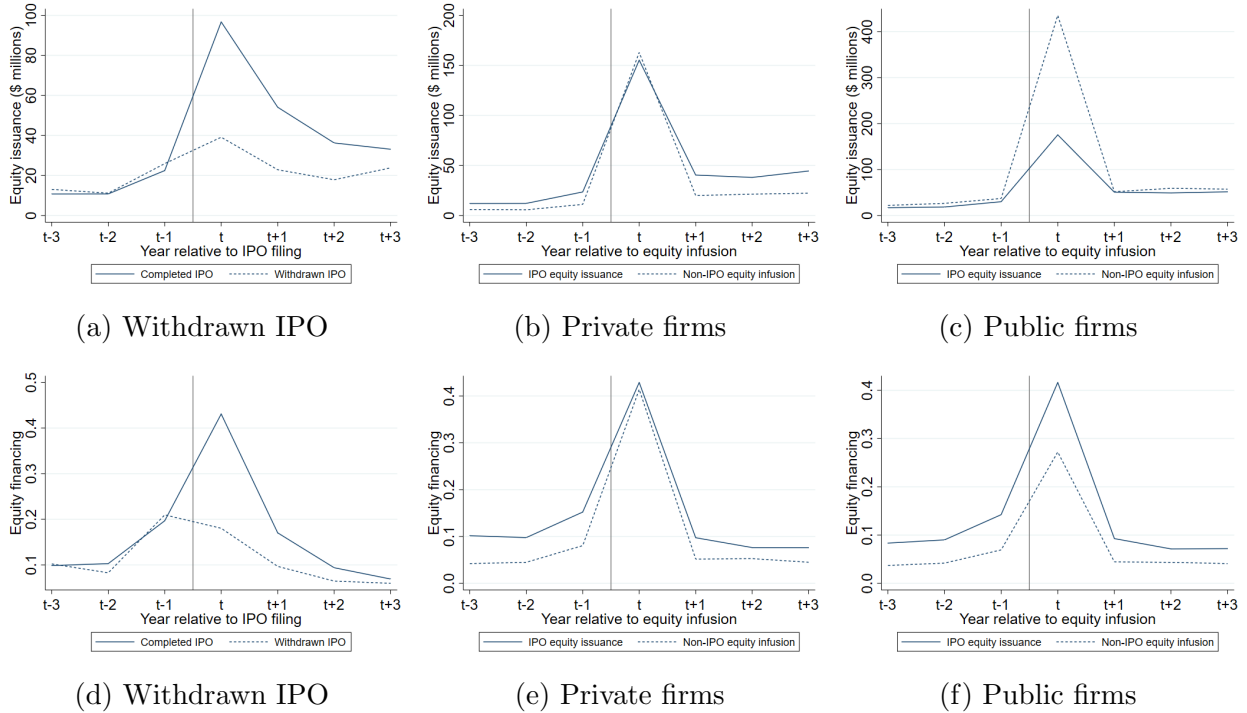 Equity issuance ($ millions)
0 20 40 60 80 100
t-3 t-2 t-1 t t+1 t+2 t+3
Year relative to IPO filing
Completed IPO Withdrawn IPO
(a) Withdrawn IPO
Equity issuance ($ millions)
0 50 100 150 200
t-3 t-2 t-1 t t+1 t+2 t+3
Year relative to equity infusion
IPO equity issuance Non-IPO equity infusion
(b) Private firms
Equity issuance ($ millions)
0 100 200 300 400
t-3 t-2 t-1 t t+1 t+2 t+3
Year relative to equity infusion
IPO equity issuance Non-IPO equity infusion
(c) Public firms
Equity financing
0.1 0.2 0.3 0.4 0.5
t-3 t-2 t-1 t t+1 t+2 t+3
Year relative to IPO filing
Completed IPO Withdrawn IPO
(d) Withdrawn IPO
Equity financing
0.0 0.1 0.2 0.3 0.4
t-3 t-2 t-1 t t+1 t+2 t+3
Year relative to equity infusion
IPO equity issuance Non-IPO equity infusion
(e) Private firms
Equity financing
0.0 0.1 0.2 0.3 0.4
t-3 t-2 t-1 t t+1 t+2 t+3
Year relative to equity infusion
IPO equity issuance Non-IPO equity infusion
(f) Public firms